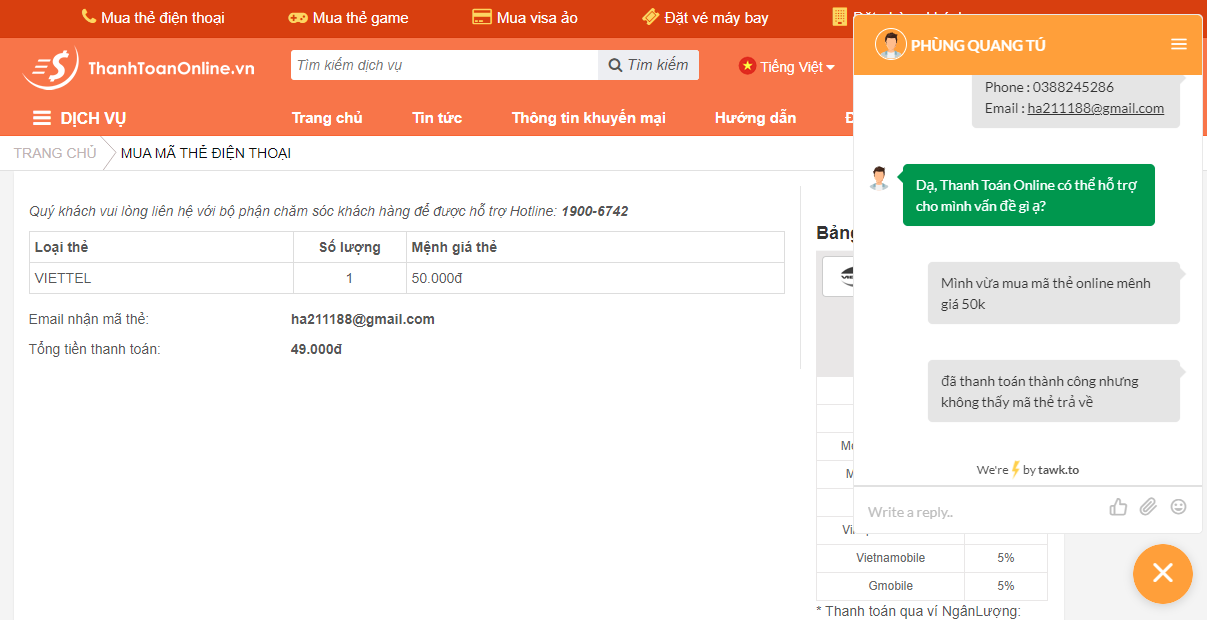 Mua thẻ điện thoại
Mua thẻ game
Mua visa ảo
Đặt vé máy bay
ThanhToanOnline.vn
Tìm kiếm dịch vụ
Tìm kiếm
Tiếng Việt
DỊCH VỤ
Trang chủ
Tin tức
Thông tin khuyến mại
Hướng dẫn
TRANG CHỦ
MUA MÃ THẺ ĐIỆN THOẠI
Quý khách vui lòng liên hệ với bộ phận chăm sóc khách hàng để được hỗ trợ Hotline: 1900-6742
Loại thẻ Số lượng Mệnh giá thẻ
VIETTEL 1 50.000đ
Email nhận mã thẻ: ha211188@gmail.com
Tổng tiền thanh toán: 49.000đ
Vietnamobile 5%
Gmobile 5%
* Thanh toán qua ví NgânLượng:
PHÙNG QUANG TÚ
Phone : 0388245286
Email : ha211188@gmail.com
Dạ, Thanh Toán Online có thể hỗ trợ
cho mình vấn đề gì ạ?
Mình vừa mua mã thẻ online mênh
giá 50k
đã thanh toán thành công nhưng
không thấy mã thẻ trả về
We're by tawk.to
Write a reply..